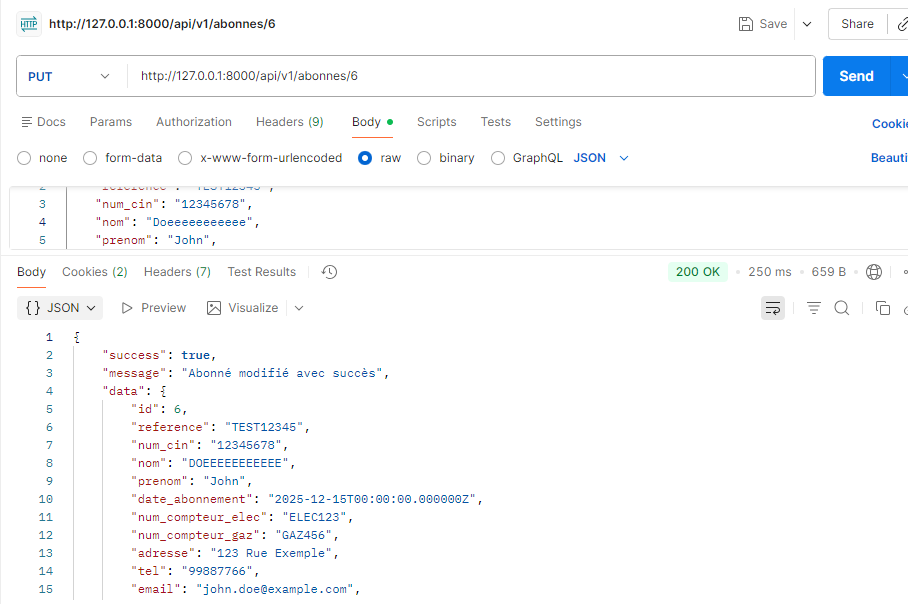 HTTP http://127.0.0.1:8000/api/v1/abonnes/6 Save Share
PUT http://127.0.0.1:8000/api/v1/abonnes/6 Send
Docs Params Authorization Headers (9) Body Scripts Tests Settings Cookie
none form-data x-www-form-urlencoded raw binary GraphQL JSON Beauti
2 "reference": "TEST12345",
3 "num_cin": "12345678",
4 "nom": "Doeeeeeeeeeee",
5 "prenom": "John",
Body Cookies (2) Headers (7) Test Results 200 OK • 250 ms • 659 B •
{} JSON Preview Visualize
1 {
2 "success": true,
3 "message": "Abonné modifié avec succès",
4 "data": {
5 "id": 6,
6 "reference": "TEST12345",
7 "num_cin": "12345678",
8 "nom": "DOEEEEEEEEEEE",
9 "prenom": "John",
10 "date_abonnement": "2025-12-15T00:00:00.000000Z",
11 "num_compteur_elec": "ELEC123",
12 "num_compteur_gaz": "GAZ456",
13 "adresse": "123 Rue Exemple",
14 "tel": "99887766",
15 "email": "john.doe@example.com",